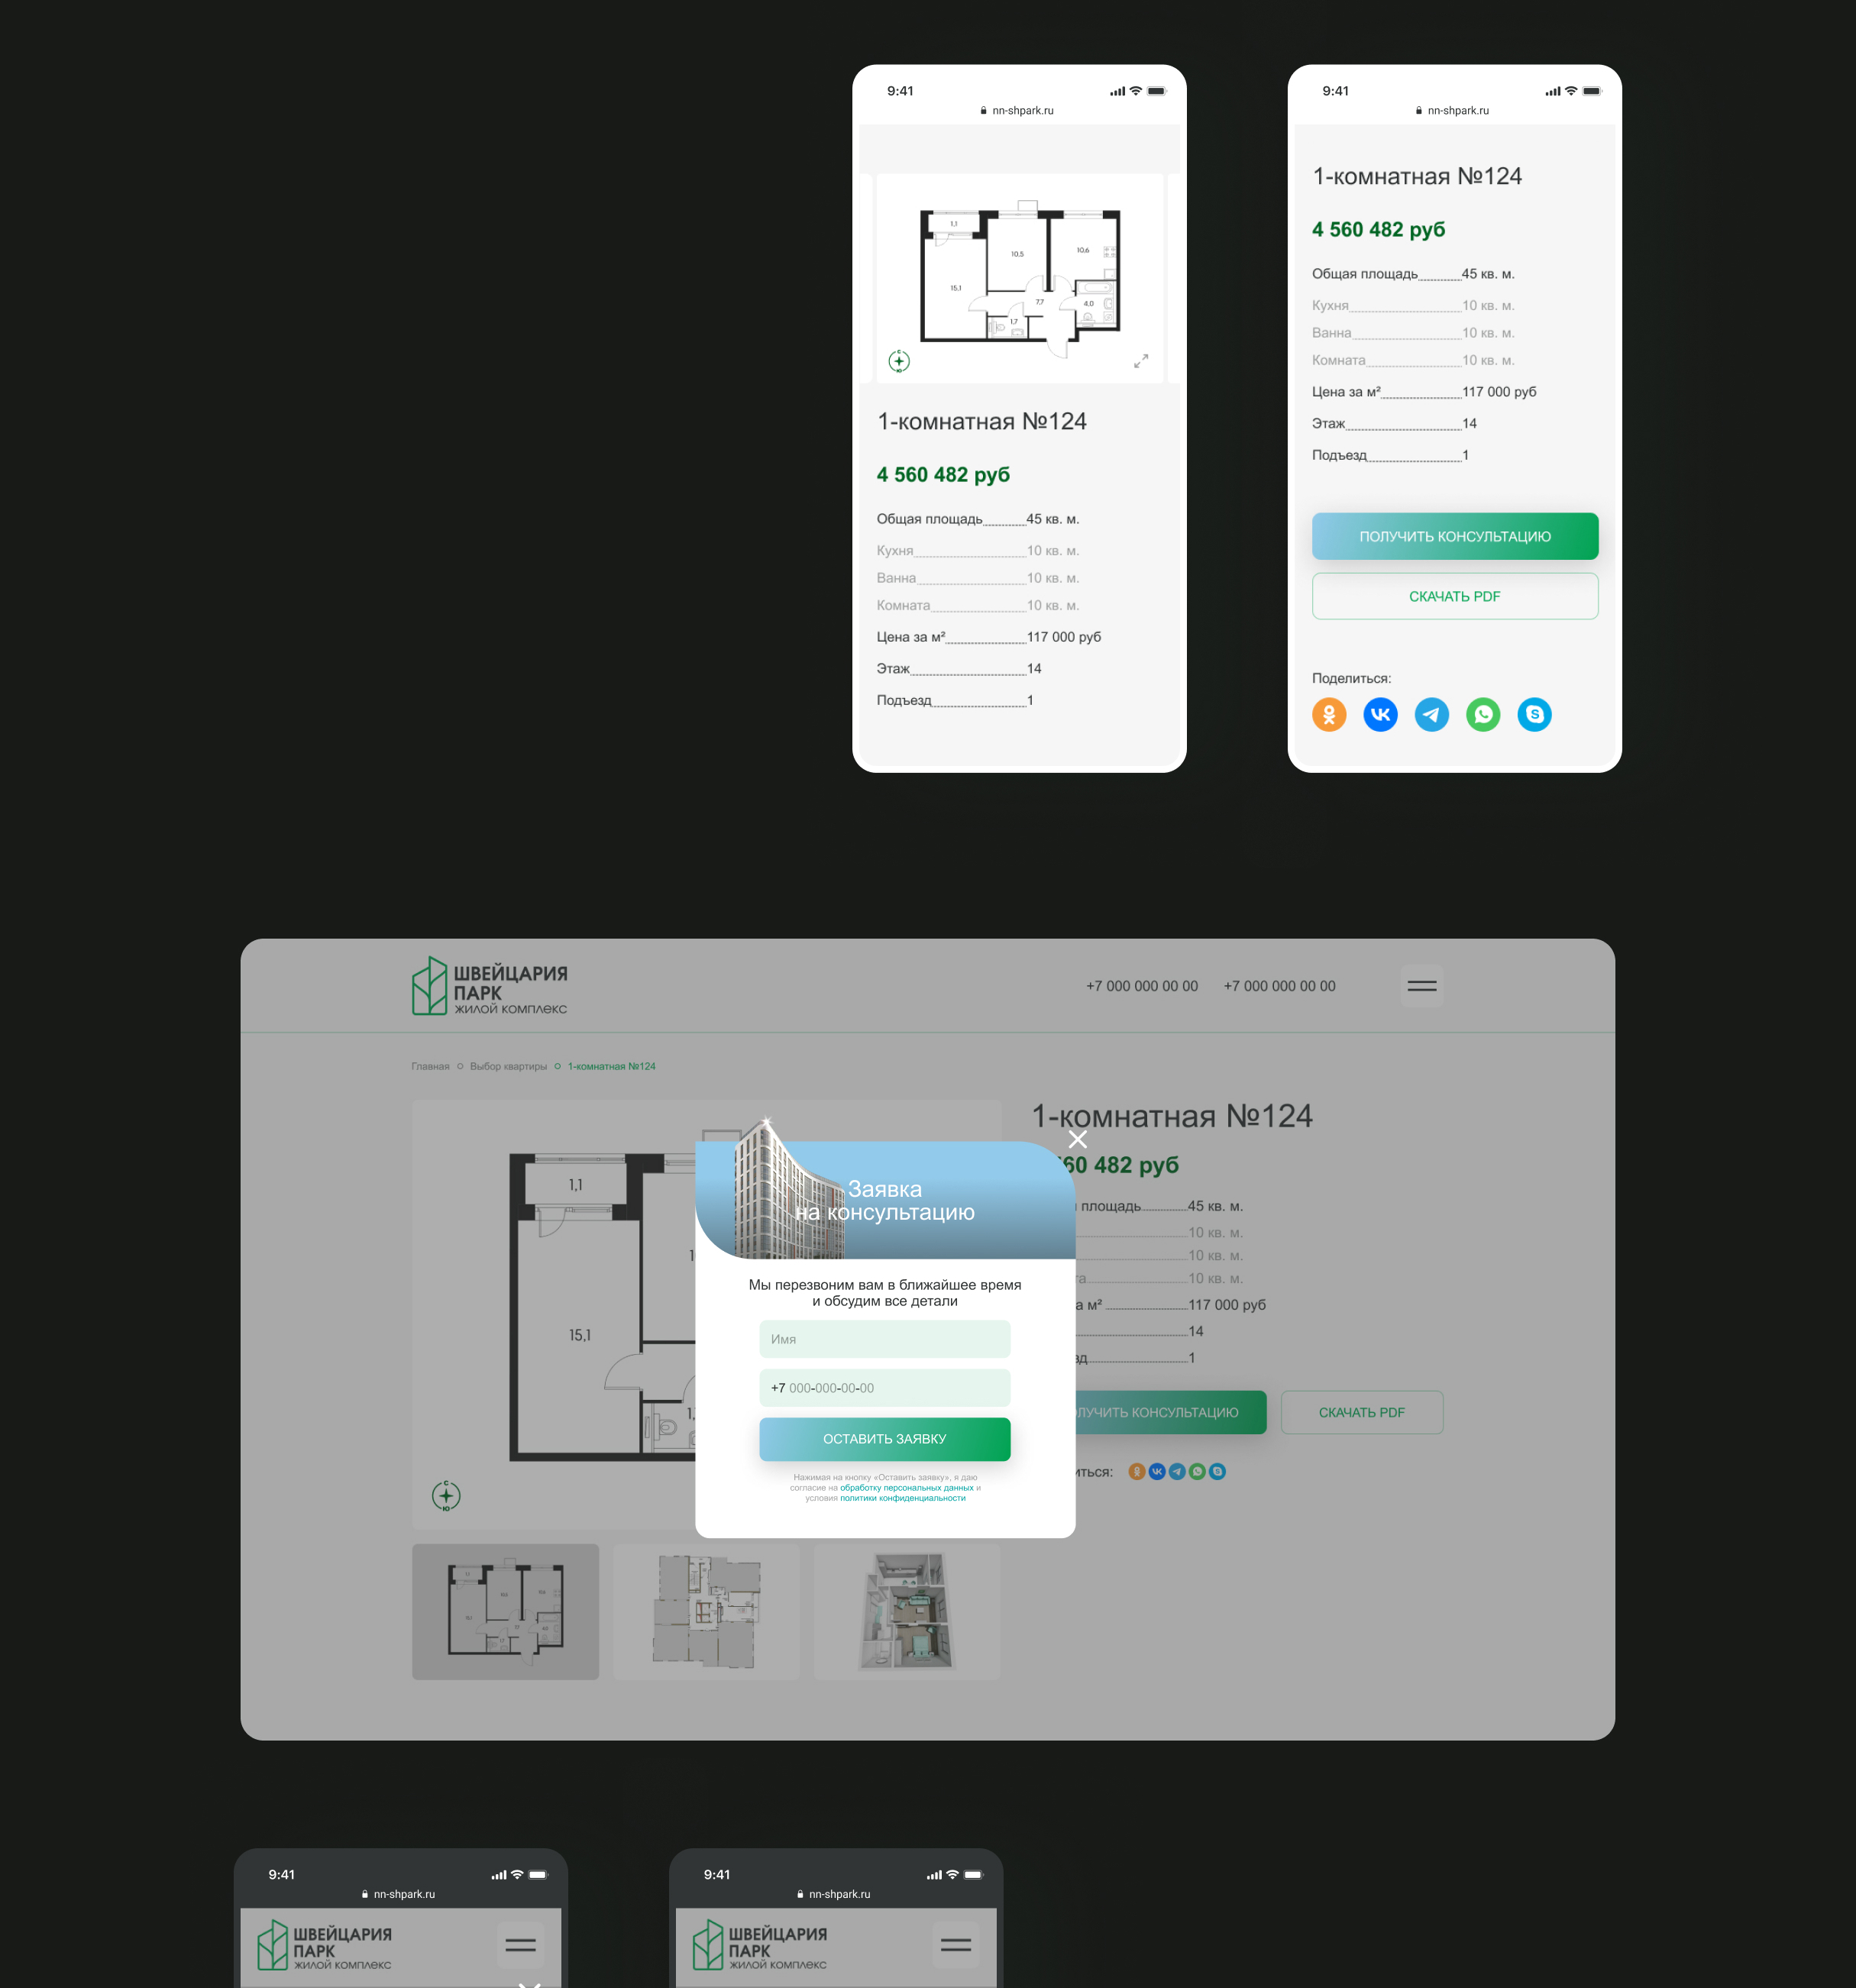 9:41
nn-shpark.ru
1,1
10,5
10,6
15,1
7,7
4,0
1,7
С
Ю
1-комнатная №124
4 560 482 руб
Общая площадь 45 кв. м.
Кухня 10 кв. м.
Ванна 10 кв. м.
Комната 10 кв. м.
Цена за м² 117 000 руб
Этаж 14
Подъезд 1
9:41
nn-shpark.ru
1-комнатная №124
4 560 482 руб
Общая площадь 45 кв. м.
Кухня 10 кв. м.
Ванна 10 кв. м.
Комната 10 кв. м.
Цена за м² 117 000 руб
Этаж 14
Подъезд 1
ПОЛУЧИТЬ КОНСУЛЬТАЦИЮ
СКАЧАТЬ PDF
Поделиться:
ШВЕЙЦАРИЯ
ПАРК
ЖИЛОЙ КОМПЛЕКС
+7 000 000 00 00 +7 000 000 00 00
Главная Выбор квартиры 1-комнатная №124
1,1
15,1
С
Ю
1-комнатная №124
60 482 руб
площадь 45 кв. м.
10 кв. м.
10 кв. м.
та 10 кв. м.
а м² 117 000 руб
14
зд 1
ЛУЧИТЬ КОНСУЛЬТАЦИЮ
СКАЧАТЬ PDF
иться:
Заявка
на консультацию
Мы перезвоним вам в ближайшее время
и обсудим все детали
Имя
+7 000-000-00-00
ОСТАВИТЬ ЗАЯВКУ
Нажимая на кнопку «Оставить заявку», я даю
согласие на обработку персональных данных и
условия политики конфиденциальности
9:41
nn-shpark.ru
ШВЕЙЦАРИЯ
ПАРК
ЖИЛОЙ КОМПЛЕКС
9:41
nn-shpark.ru
ШВЕЙЦАРИЯ
ПАРК
ЖИЛОЙ КОМПЛЕКС